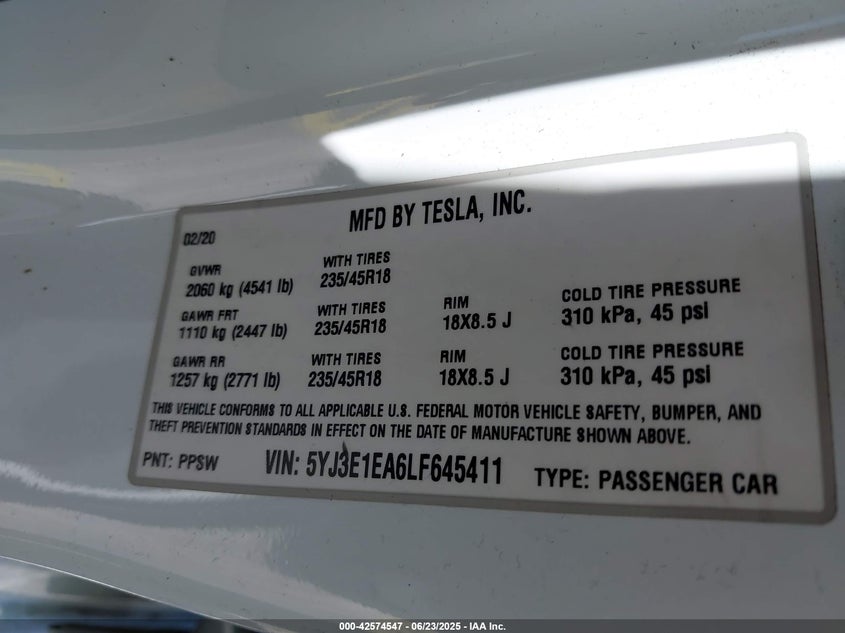 MFD BY TESLA, INC.
02/20
GVWR WITH TIRES
2060 kg (4541 lb) 235/45R18
GAWR FRT WITH TIRES RIM COLD TIRE PRESSURE
1110 kg (2447 lb) 235/45R18 18X8.5 J 310 kPa, 45 psi
GAWR RR WITH TIRES RIM COLD TIRE PRESSURE
1257 kg (2771 lb) 235/45R18 18X8.5 J 310 kPa, 45 psi
THIS VEHICLE CONFORMS TO ALL APPLICABLE U.S. FEDERAL MOTOR VEHICLE SAFETY, BUMPER, AND
THEFT PREVENTION STANDARDS IN EFFECT ON THE DATE OF MANUFACTURE SHOWN ABOVE.
PNT: PPSW VIN: 5YJ3E1EA6LF645411 TYPE: PASSENGER CAR
000-42574547 - 06/23/2025 - IAA Inc.